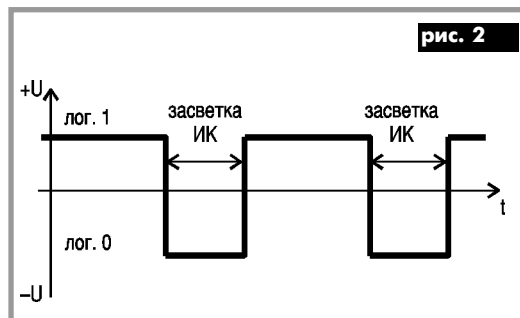 рис. 2
+U
лог. 1
засветка
ИК
засветка
ИК
t
лог. 0
–U